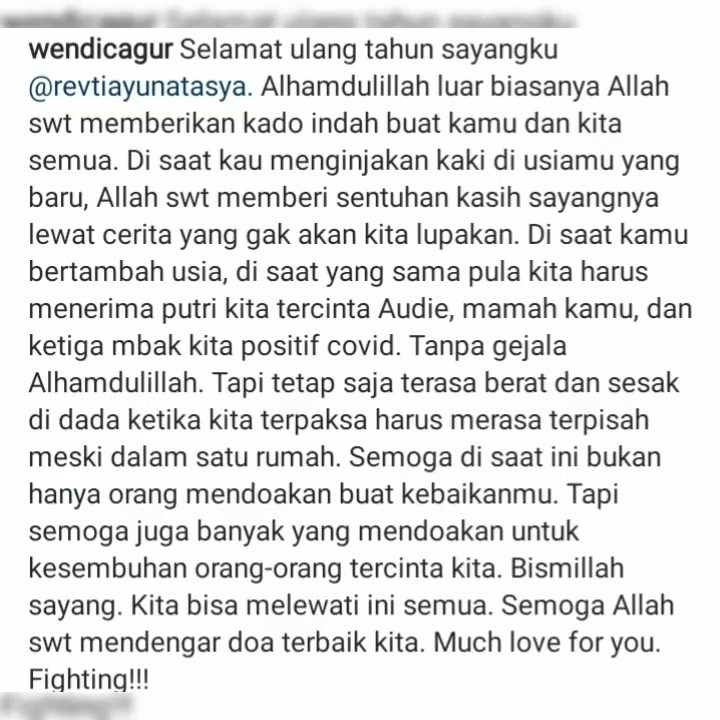 wendicagur Selamat ulang tahun sayangku
@revtiayunatasya. Alhamdulillah luar biasanya Allah
swt memberikan kado indah buat kamu dan kita
semua. Di saat kau menginjakan kaki di usiamu yang
baru, Allah swt memberi sentuhan kasih sayangnya
lewat cerita yang gak akan kita lupakan. Di saat kamu
bertambah usia, di saat yang sama pula kita harus
menerima putri kita tercinta Audie, mamah kamu, dan
ketiga mbak kita positif covid. Tanpa gejala
Alhamdulillah. Tapi tetap saja terasa berat dan sesak
di dada ketika kita terpaksa harus merasa terpisah
meski dalam satu rumah. Semoga di saat ini bukan
hanya orang mendoakan buat kebaikanmu. Tapi
semoga juga banyak yang mendoakan untuk
kesembuhan orang-orang tercinta kita. Bismillah
sayang. Kita bisa melewati ini semua. Semoga Allah
swt mendengar doa terbaik kita. Much love for you.
Fighting!!!